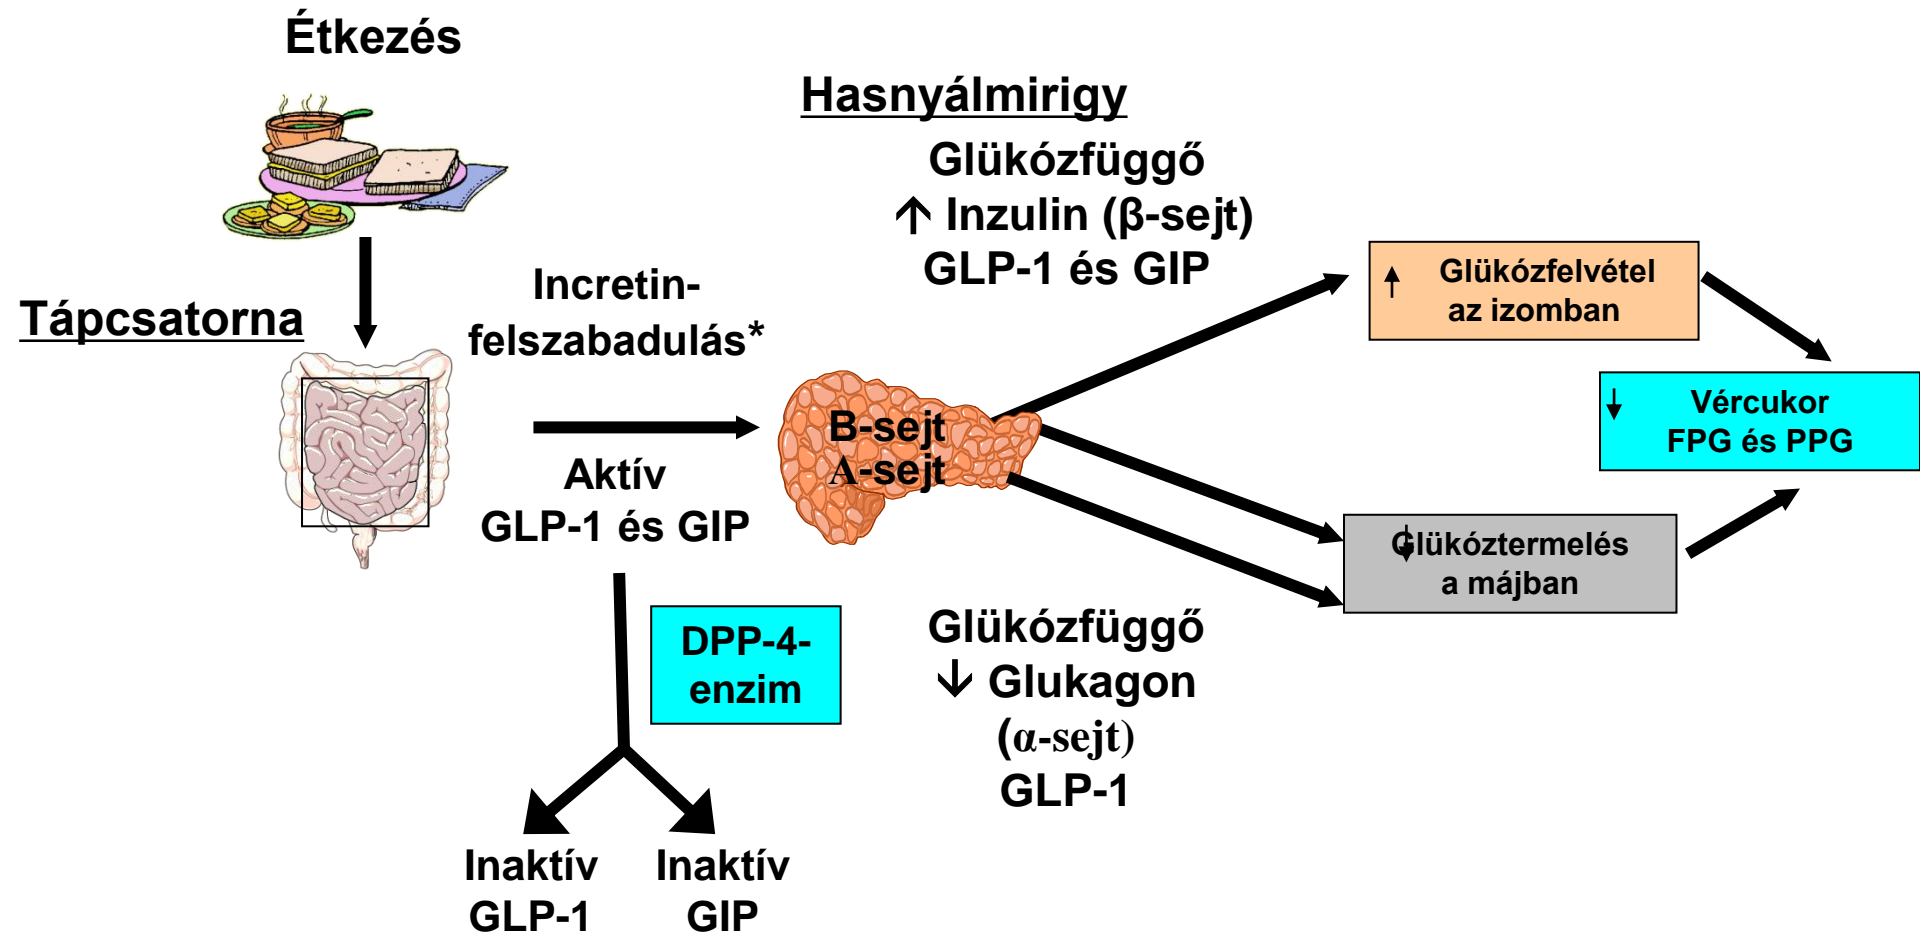 Étkezés
Hasnyálmirigy
Glükózfüggő
↑ Inzulin (β-sejt)
GLP-1 és GIP
Tápcsatorna
Incretin-
felszabadulás*
Aktív
GLP-1 és GIP
B-sejt
A-sejt
↑ Glükózfelvétel
az izomban
↓ Vércukor
FPG és PPG
↓ Glükóztermelés
a májban
DPP-4-
enzim
Glükózfüggő
↓ Glukagon
(α-sejt)
GLP-1
Inaktív
GLP-1
Inaktív
GIP